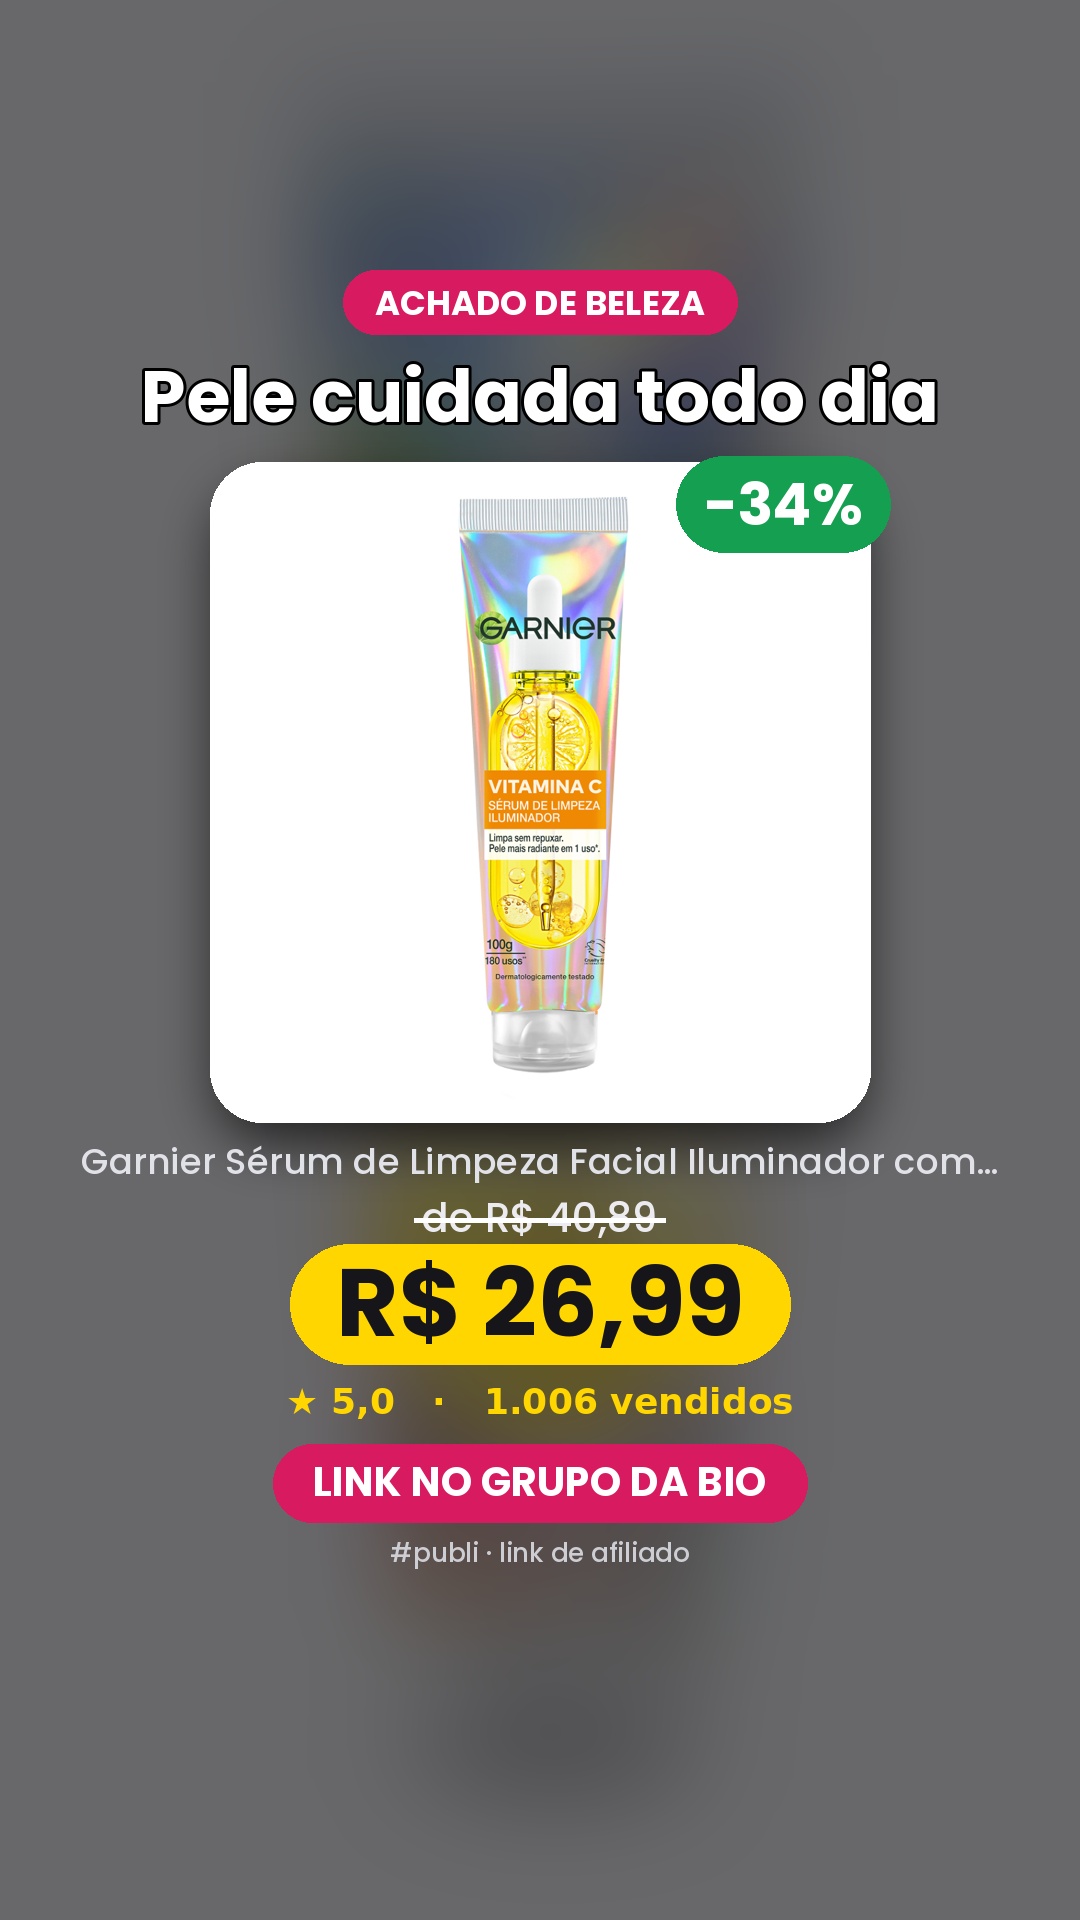 ACHADO DE BELEZA
Pele cuidada todo dia
-34%
GARNIER
VITAMINA C
SÉRUM DE LIMPEZA
ILUMINADOR
Limpa sem repuxar.
Pele mais radiante em 1 uso*.
100g
180 usos**
Dermatologicamente testado
Garnier Sérum de Limpeza Facial Iluminador com...
de R$ 40,89
R$ 26,99
★ 5,0 · 1.006 vendidos
LINK NO GRUPO DA BIO
#publi · link de afiliado